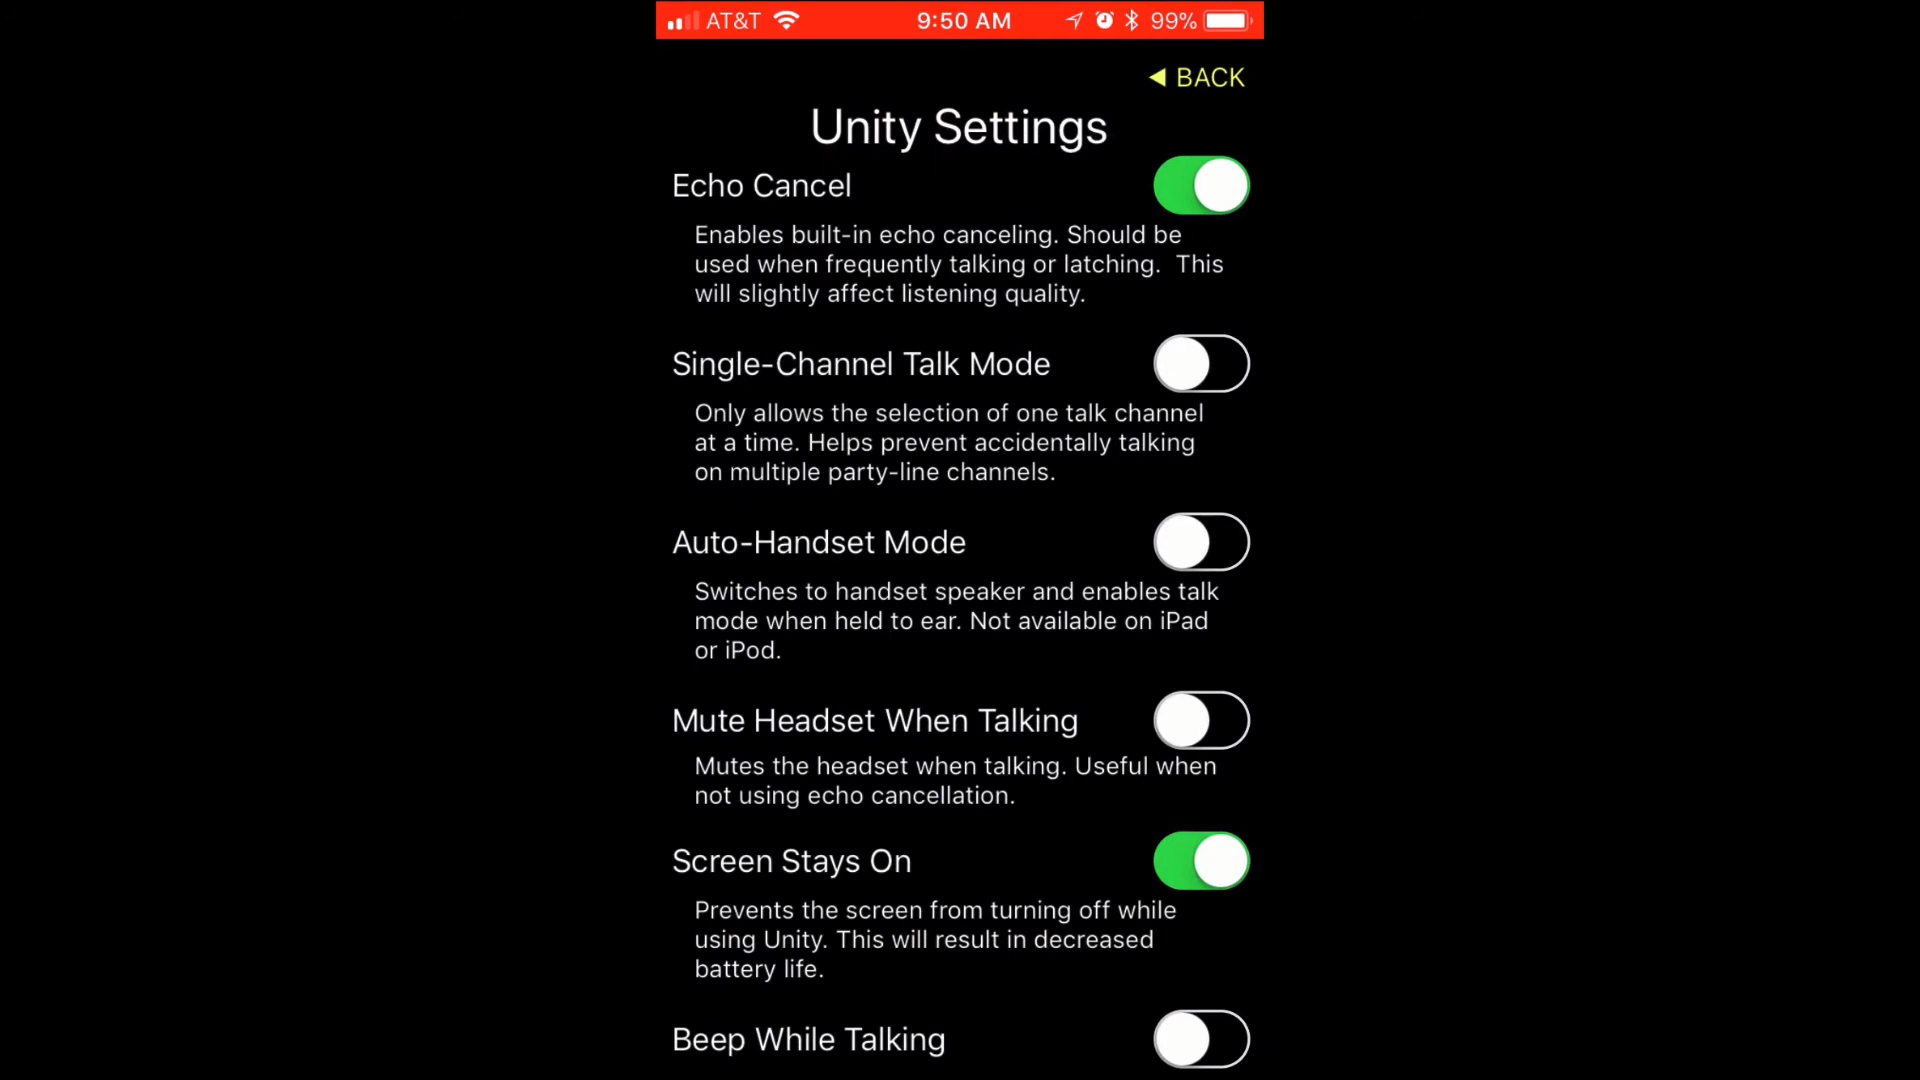 AT&T 9:50 AM 99%
◀ BACK
Unity Settings
Echo Cancel
Enables built-in echo canceling. Should be
used when frequently talking or latching.  This
will slightly affect listening quality.
Single-Channel Talk Mode
Only allows the selection of one talk channel
at a time. Helps prevent accidentally talking
on multiple party-line channels.
Auto-Handset Mode
Switches to handset speaker and enables talk
mode when held to ear. Not available on iPad
or iPod.
Mute Headset When Talking
Mutes the headset when talking. Useful when
not using echo cancellation.
Screen Stays On
Prevents the screen from turning off while
using Unity. This will result in decreased
battery life.
Beep While Talking